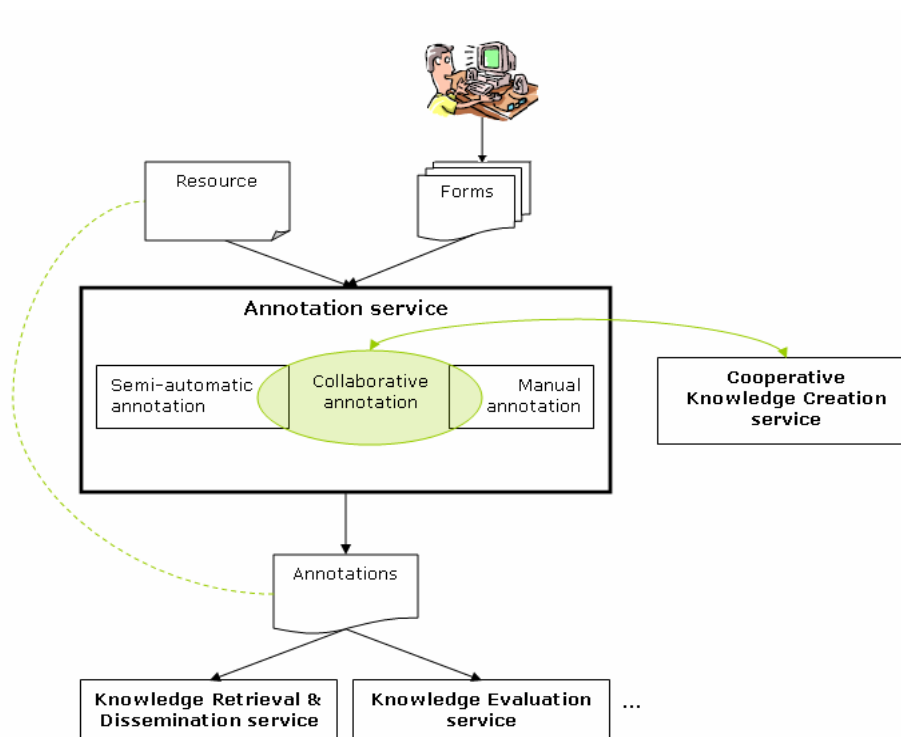 Resource
Forms
Annotation service
Semi-automatic
annotation
Collaborative
annotation
Manual
annotation
Cooperative
Knowledge Creation
service
Annotations
Knowledge Retrieval &
Dissemination service
Knowledge Evaluation
service
...